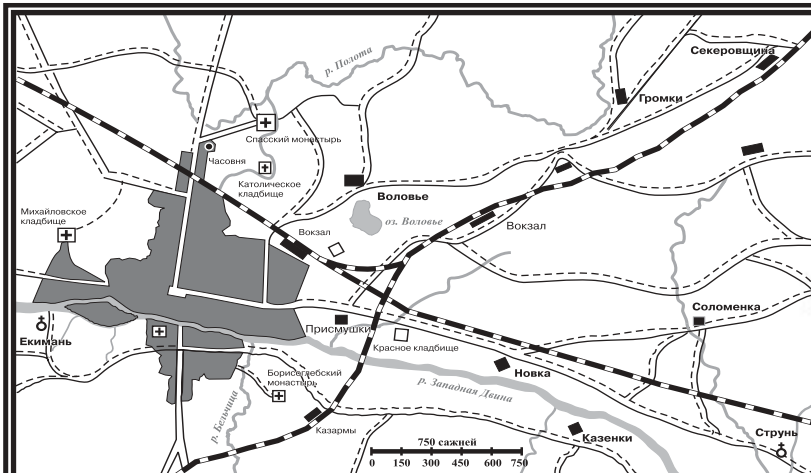 р. Полота
Секеровщина
Громки
Спасский монастырь
Часовня
Католическое
кладбище
Воловье
Михайловское
кладбище
Вокзал
оз. Воловье
Вокзал
Соломенка
Присмушки
Екимань
Красное кладбище
Борисоглебский
монастырь
Новка
р. Западная Двина
р. Бельчица
Казармы
Казенки
Струнь
750 сажней
0 150 300 450 600 750